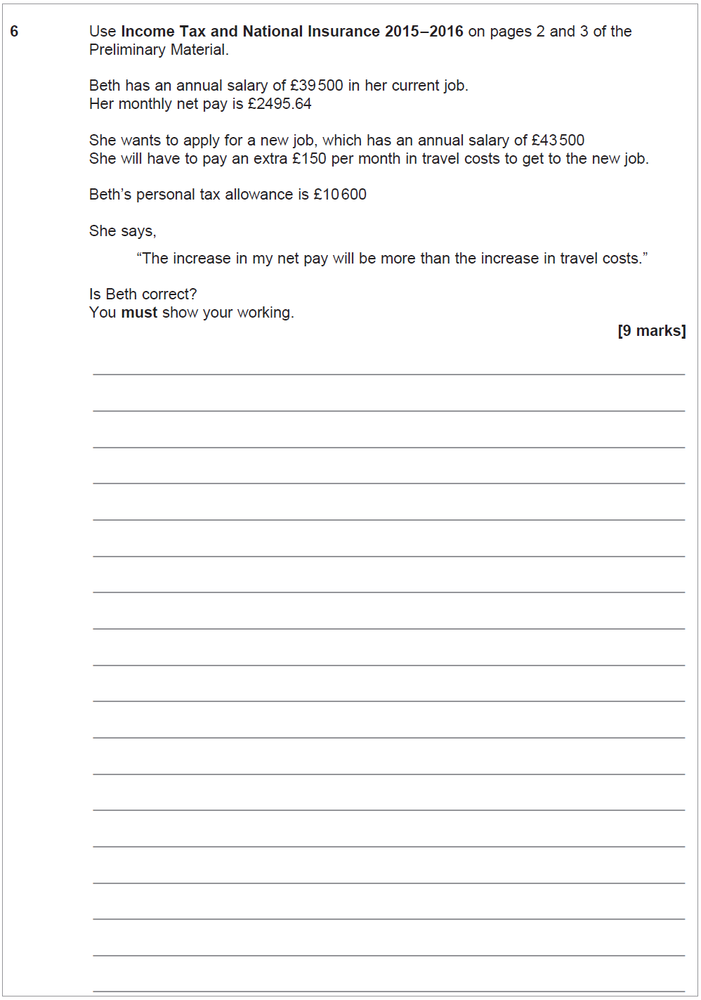 6 Use Income Tax and National Insurance 2015–2016 on pages 2 and 3 of the
Preliminary Material.
Beth has an annual salary of £39 500 in her current job.
Her monthly net pay is £2495.64
She wants to apply for a new job, which has an annual salary of £43 500
She will have to pay an extra £150 per month in travel costs to get to the new job.
Beth’s personal tax allowance is £10 600
She says,
“The increase in my net pay will be more than the increase in travel costs.”
Is Beth correct?
You must show your working.
[9 marks]